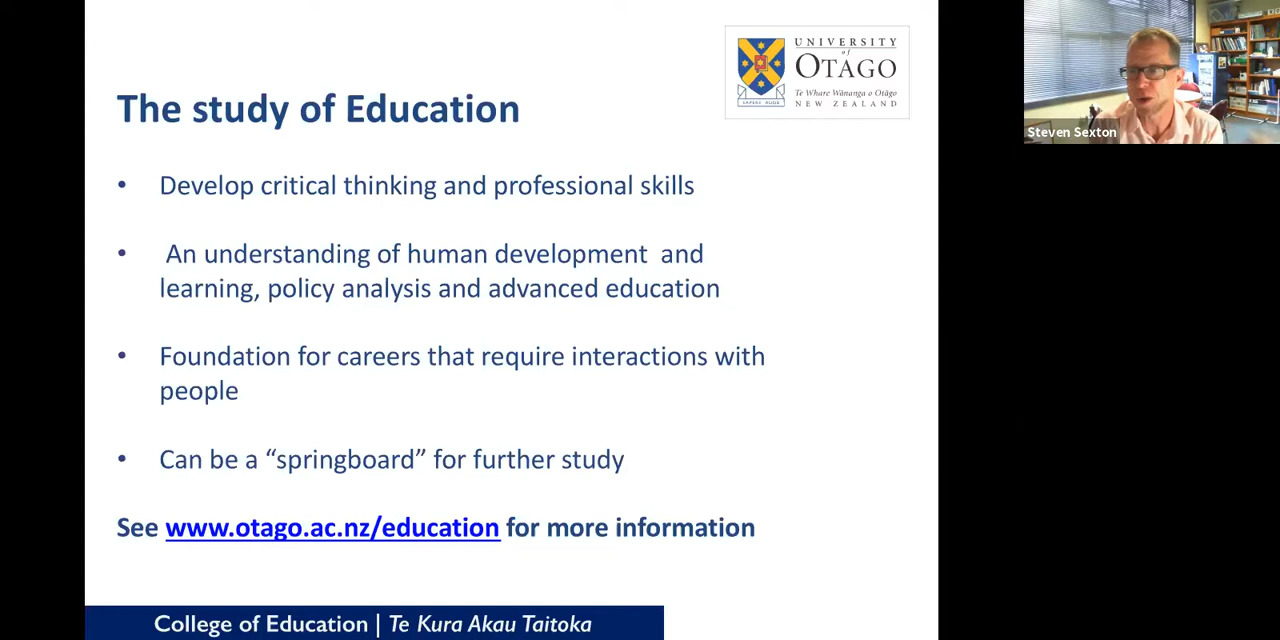 UNIVERSITY
of
OTAGO
Te Whare Wānanga o Otāgo
NEW ZEALAND
SAPERE AUDE
Steven Sexton
The study of Education
• Develop critical thinking and professional skills
• An understanding of human development and
learning, policy analysis and advanced education
• Foundation for careers that require interactions with
people
• Can be a “springboard” for further study
See www.otago.ac.nz/education for more information
College of Education | Te Kura Akau Taitoka